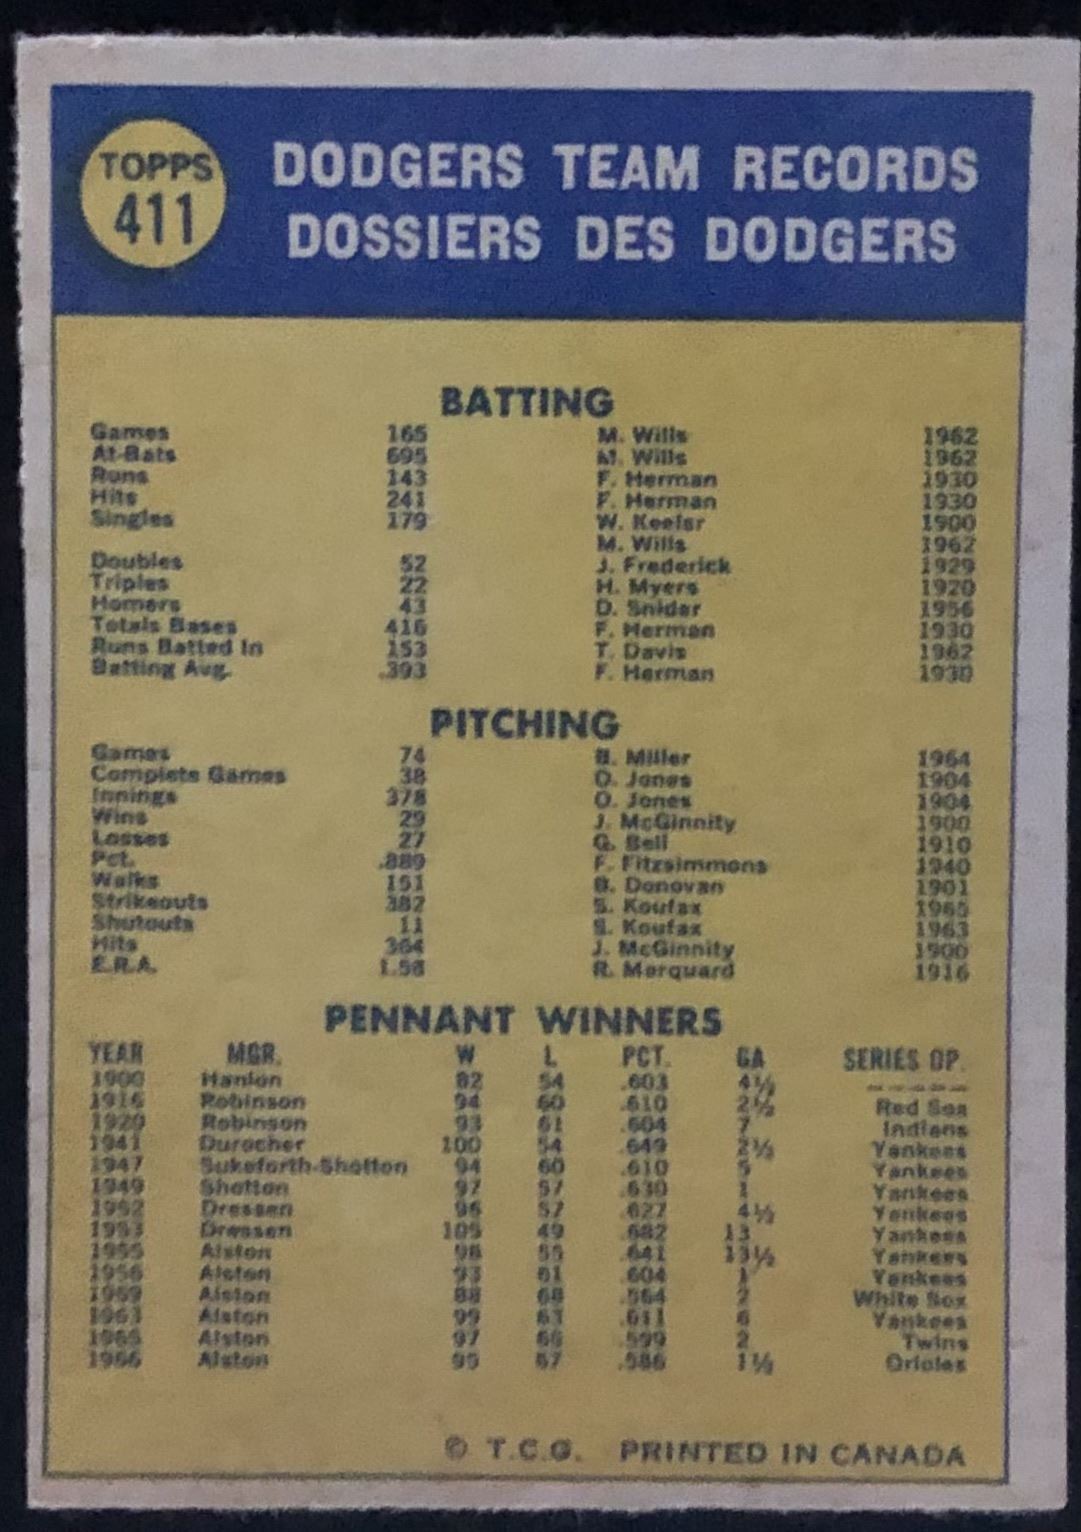 TOPPS
411
DODGERS TEAM RECORDS
DOSSIERS DES DODGERS
BATTING
Games 165 M. Wills 1962
At-Bats 695 M. Wills 1962
Runs 143 F. Herman 1930
Hits 241 F. Herman 1930
Singles 179 W. Keeler 1900
M. Wills 1962
Doubles 52 J. Frederick 1929
Triples 22 H. Myers 1920
Homers 43 D. Snider 1956
Totals Bases 416 F. Herman 1930
Runs Batted In 153 T. Davis 1962
Batting Avg. .393 F. Herman 1930
PITCHING
Games 74 B. Miller 1964
Complete Games 38 O. Jones 1904
Innings 378 O. Jones 1904
Wins 29 J. McGinnity 1900
Losses 27 G. Bell 1910
Pct. .889 F. Fitzsimmons 1940
Walks 151 B. Donovan 1901
Strikeouts 382 S. Koufax 1965
Shutouts 11 S. Koufax 1963
Hits 364 J. McGinnity 1900
E.R.A. 1.58 R. Marquard 1916
PENNANT WINNERS
YEAR MGR. W L PCT. GA SERIES OP.
1900 Hanlon 82 54 .603 4½ -----
1916 Robinson 94 60 .610 2½ Red Sox
1920 Robinson 93 61 .604 7 Indians
1941 Durocher 100 54 .649 2½ Yankees
1947 Sukeforth-Shotton 94 60 .610 5 Yankees
1949 Shotton 97 57 .630 1 Yankees
1952 Dressen 96 57 .627 4½ Yankees
1953 Dressen 105 49 .682 13 Yankees
1955 Alston 98 55 .641 13½ Yankees
1956 Alston 93 61 .604 1 Yankees
1959 Alston 88 68 .564 2 White Sox
1963 Alston 99 63 .611 6 Yankees
1965 Alston 97 65 .599 2 Twins
1966 Alston 95 67 .586 1½ Orioles
© T.C.G. PRINTED IN CANADA